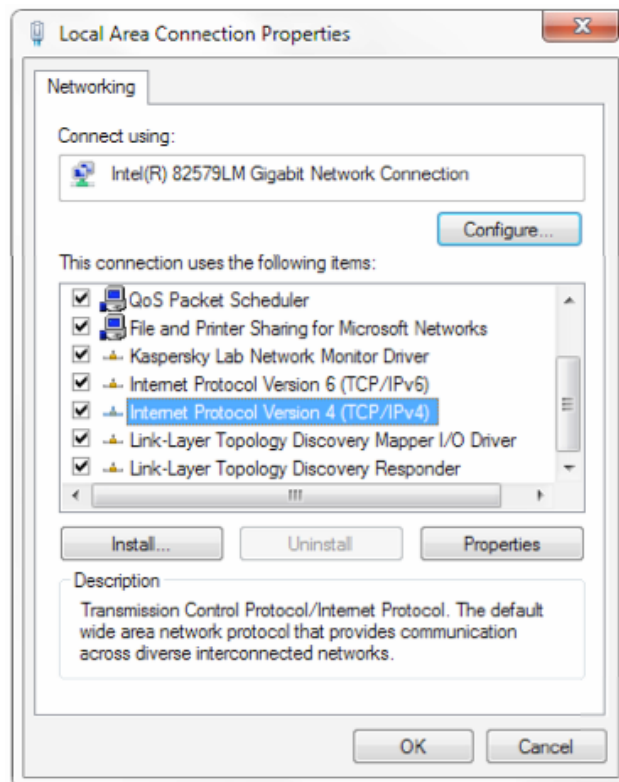 Local Area Connection Properties
Networking
Connect using:
Intel(R) 82579LM Gigabit Network Connection
Configure...
This connection uses the following items:
QoS Packet Scheduler
File and Printer Sharing for Microsoft Networks
Kaspersky Lab Network Monitor Driver
Internet Protocol Version 6 (TCP/IPv6)
Internet Protocol Version 4 (TCP/IPv4)
Link-Layer Topology Discovery Mapper I/O Driver
Link-Layer Topology Discovery Responder
Install... Uninstall Properties
Description
Transmission Control Protocol/Internet Protocol. The default
wide area network protocol that provides communication
across diverse interconnected networks.
OK Cancel